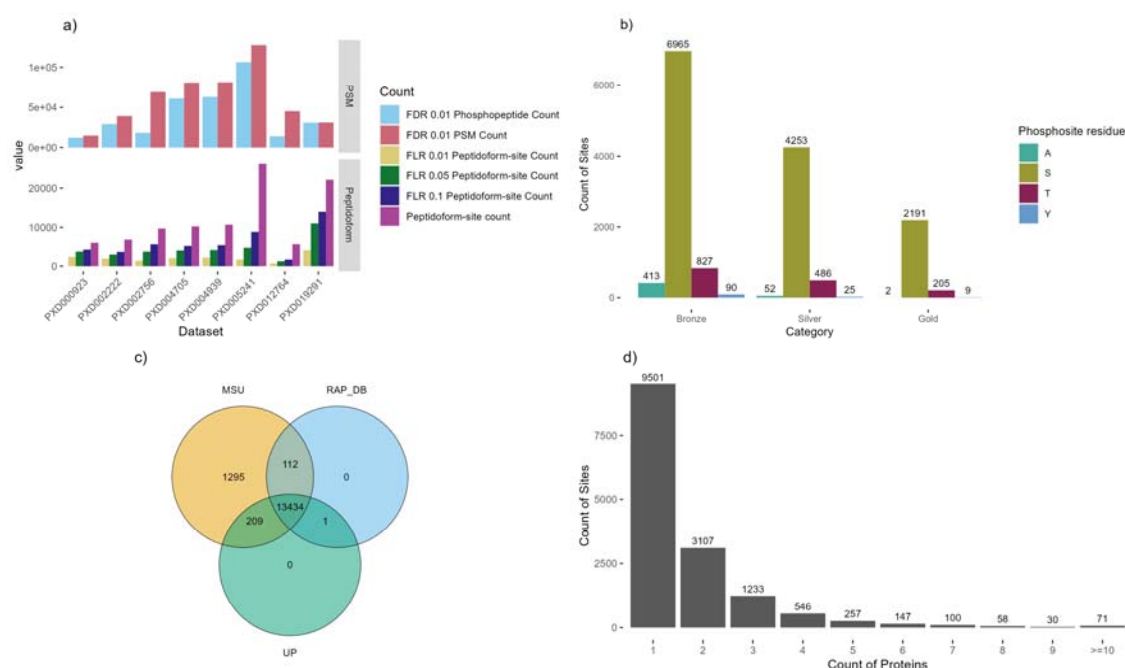 a)
1e+05
5e+04
0e+00
PSM
20000
10000
0
Peptidoform
value
PXD000923
PXD002222
PXD002756
PXD004705
PXD004939
PXD005241
PXD012764
PXD019291
Dataset
Count
FDR 0.01 Phosphopeptide Count
FDR 0.01 PSM Count
FLR 0.01 Peptidoform-site Count
FLR 0.05 Peptidoform-site Count
FLR 0.1 Peptidoform-site Count
Peptidoform-site count
b)
6000
4000
2000
0
Count of Sites
413
6965
827
90
52
4253
486
25
2
2191
205
9
Bronze
Silver
Gold
Category
Phosphosite residue
A
S
T
Y
c)
MSU
RAP_DB
1295
112
0
13434
209
1
0
UP
d)
7500
5000
2500
0
Count of Sites
9501
3107
1233
546
257
147
100
58
30
71
1
2
3
4
5
6
7
8
9
>=10
Count of Proteins